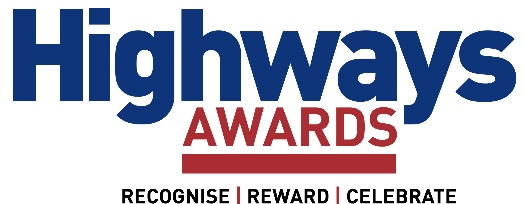 Highways
AWARDS
RECOGNISE | REWARD | CELEBRATE